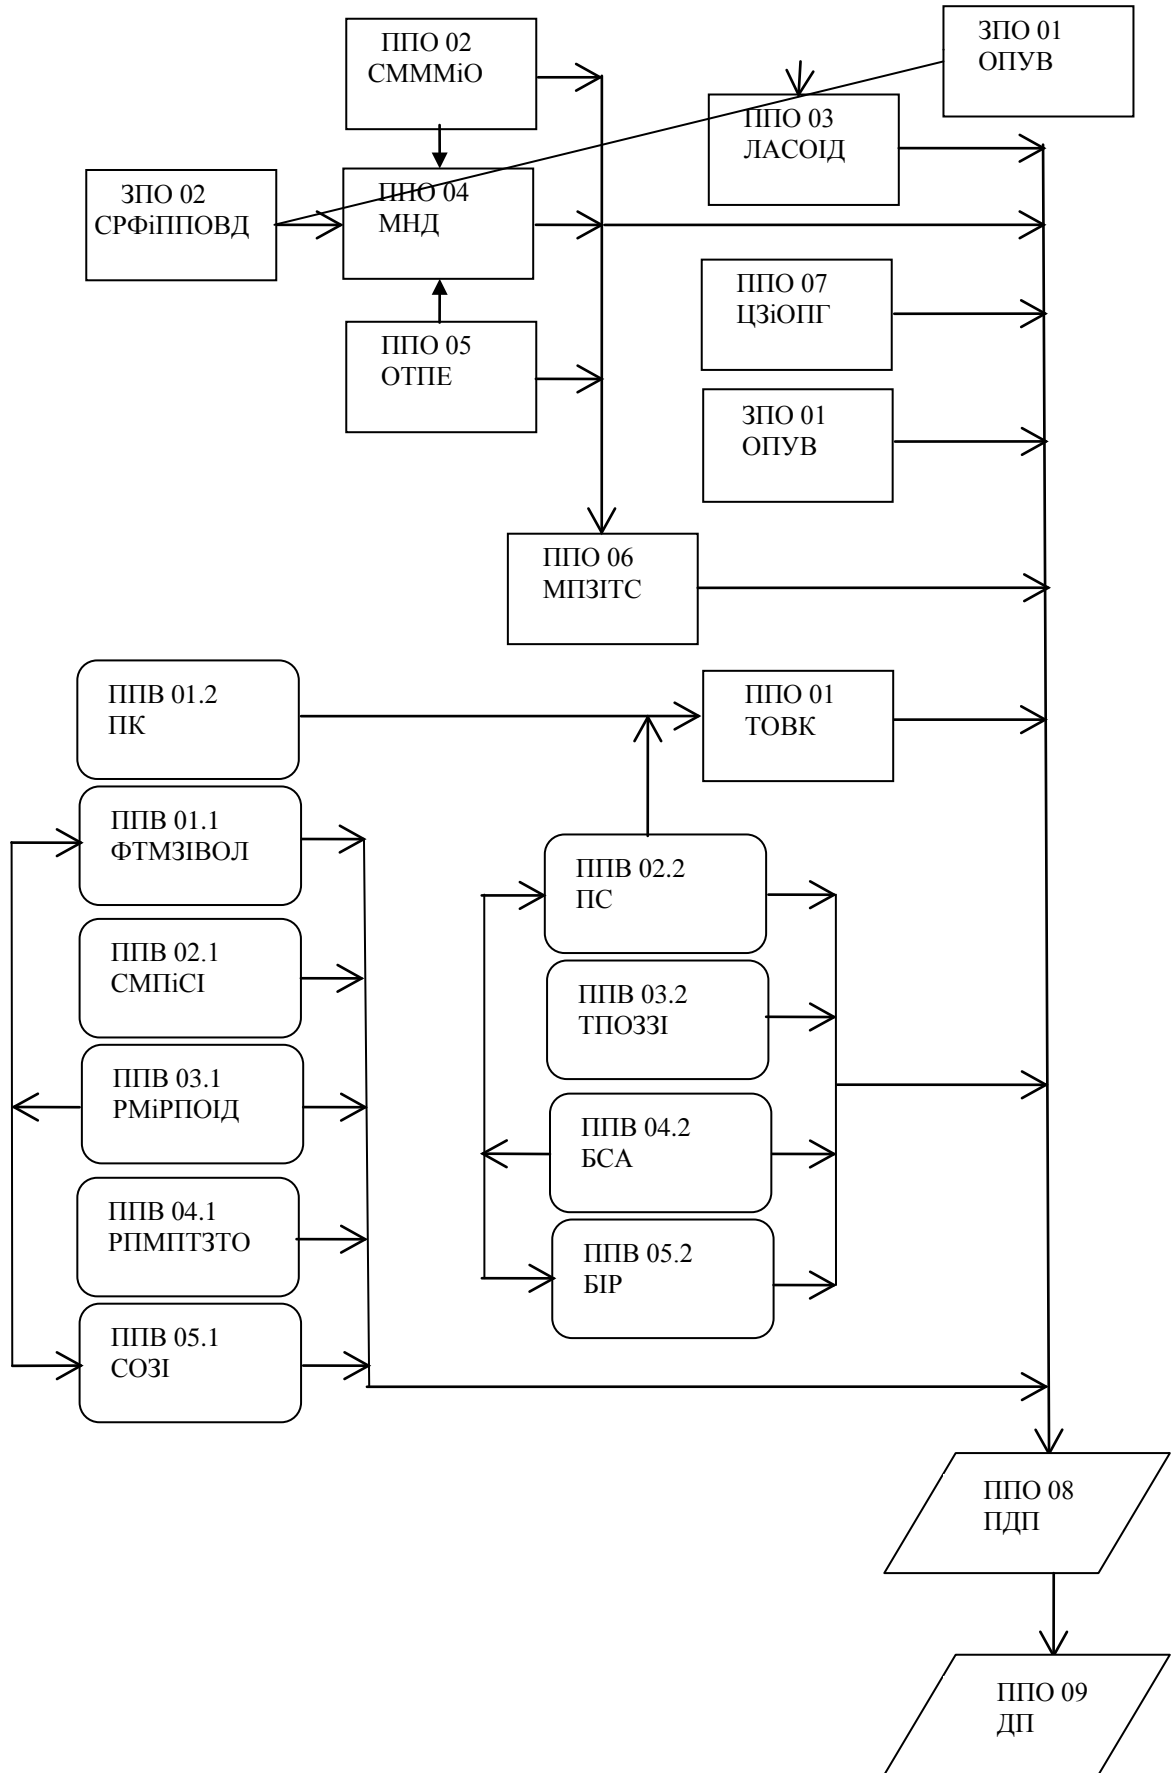 ППО 02
СМММіО
ЗПО 01
ОПУВ
ППО 03
ЛАСОІД
ЗПО 02
СРФіППОВД
ППО 04
МНД
ППО 07
ЦЗіОПГ
ППО 05
ОТПЕ
ЗПО 01
ОПУВ
ППО 06
МПЗІТС
ППВ 01.2
ПК
ППО 01
ТОВК
ППВ 01.1
ФТМЗІВОЛ
ППВ 02.2
ПС
ППВ 02.1
СМПіСІ
ППВ 03.2
ТПОЗЗІ
ППВ 03.1
РМіРПОІД
ППВ 04.2
БСА
ППВ 04.1
РПМПТЗТО
ППВ 05.2
БІР
ППВ 05.1
СОЗІ
ППО 08
ПДП
ППО 09
ДП